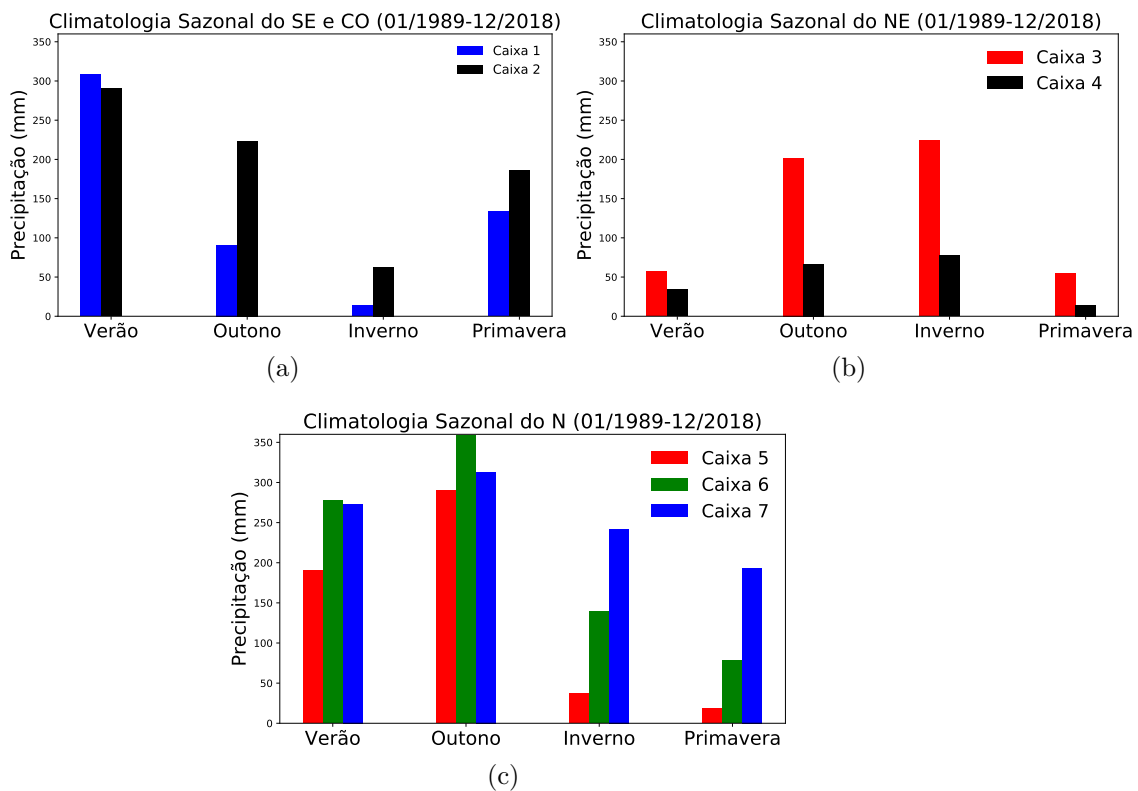 Climatologia Sazonal do SE e CO (01/1989-12/2018)
Precipitação (mm)
350
300
250
200
150
100
50
0
Caixa 1
Caixa 2
Verão Outono Inverno Primavera
(a)
Climatologia Sazonal do NE (01/1989-12/2018)
Precipitação (mm)
350
300
250
200
150
100
50
0
Caixa 3
Caixa 4
Verão Outono Inverno Primavera
(b)
Climatologia Sazonal do N (01/1989-12/2018)
Precipitação (mm)
350
300
250
200
150
100
50
0
Caixa 5
Caixa 6
Caixa 7
Verão Outono Inverno Primavera
(c)